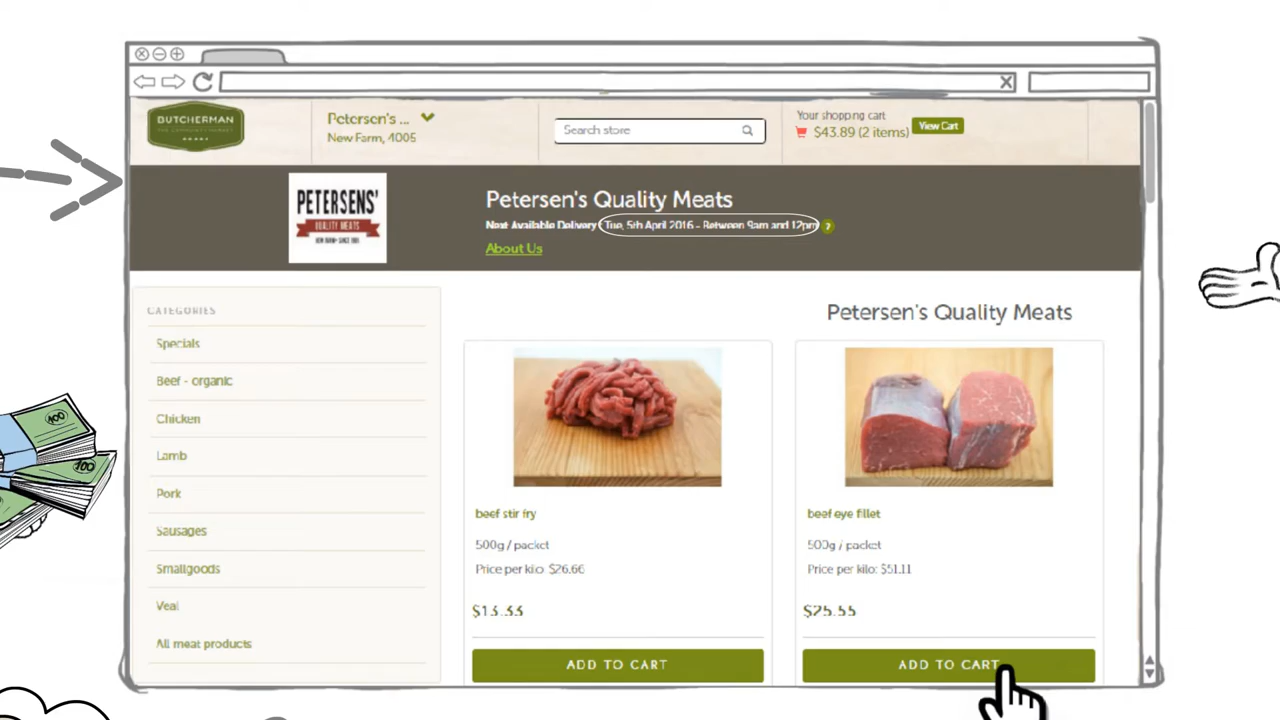 BUTCHERMAN
THE COMMUNITY MARKET
Petersen's ...
New Farm, 4005
Search store
Your shopping cart
$43.89 (2 items)
View Cart
PETERSENS'
QUALITY MEATS
Petersen's Quality Meats
Next Available Delivery Tue, 5th April 2016 - Between 9am and 12pm ?
About Us
CATEGORIES
Specials
Beef - organic
Chicken
Lamb
Pork
Sausages
Smallgoods
Veal
All meat products
Petersen's Quality Meats
beef stir fry
500g / packet
Price per kilo: $26.66
$13.33
ADD TO CART
beef eye fillet
500g / packet
Price per kilo: $51.11
$25.55
ADD TO CART
100
100